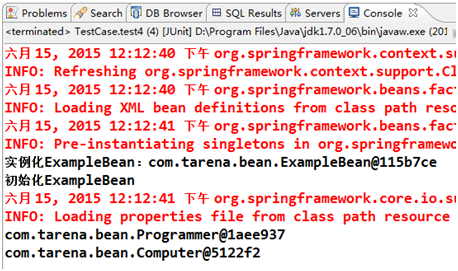 Problems Search DB Browser SQL Results Servers Console
<terminated> TestCase.test4 (4) [JUnit] D:\Program Files\Java\jdk1.7.0_06\bin\javaw.exe (201
六月 15, 2015 12:12:40 下午 org.springframework.context.su
INFO: Refreshing org.springframework.context.support.Cl
六月 15, 2015 12:12:40 下午 org.springframework.beans.fact
INFO: Loading XML bean definitions from class path reso
六月 15, 2015 12:12:41 下午 org.springframework.beans.fact
INFO: Pre-instantiating singletons in org.springframewo
实例化ExampleBean：com.tarena.bean.ExampleBean@115b7ce
初始化ExampleBean
六月 15, 2015 12:12:41 下午 org.springframework.core.io.su
INFO: Loading properties file from class path resource
com.tarena.bean.Programmer@1aee937
com.tarena.bean.Computer@5122f2